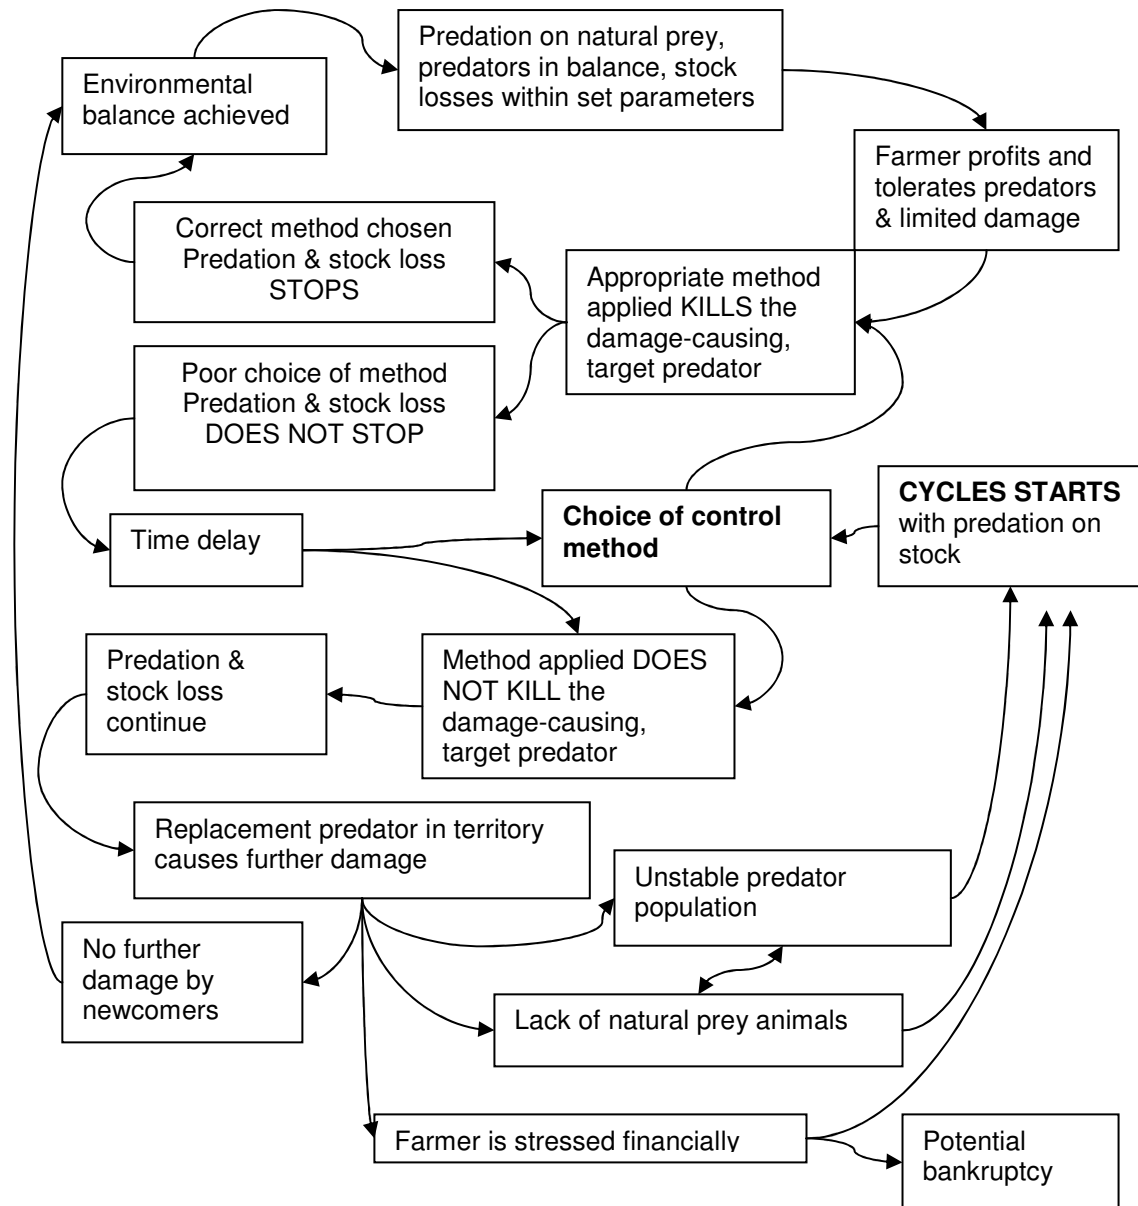 Predation on natural prey,
predators in balance, stock
losses within set parameters
Environmental
balance achieved
Farmer profits and
tolerates predators
& limited damage
Correct method chosen
Predation & stock loss
STOPS
Appropriate method
applied KILLS the
damage-causing,
target predator
Poor choice of method
Predation & stock loss
DOES NOT STOP
CYCLES STARTS
with predation on
stock
Choice of control
method
Time delay
Method applied DOES
NOT KILL the
damage-causing,
target predator
Predation &
stock loss
continue
Replacement predator in territory
causes further damage
Unstable predator
population
No further
damage by
newcomers
Lack of natural prey animals
Farmer is stressed financially
Potential
bankruptcy